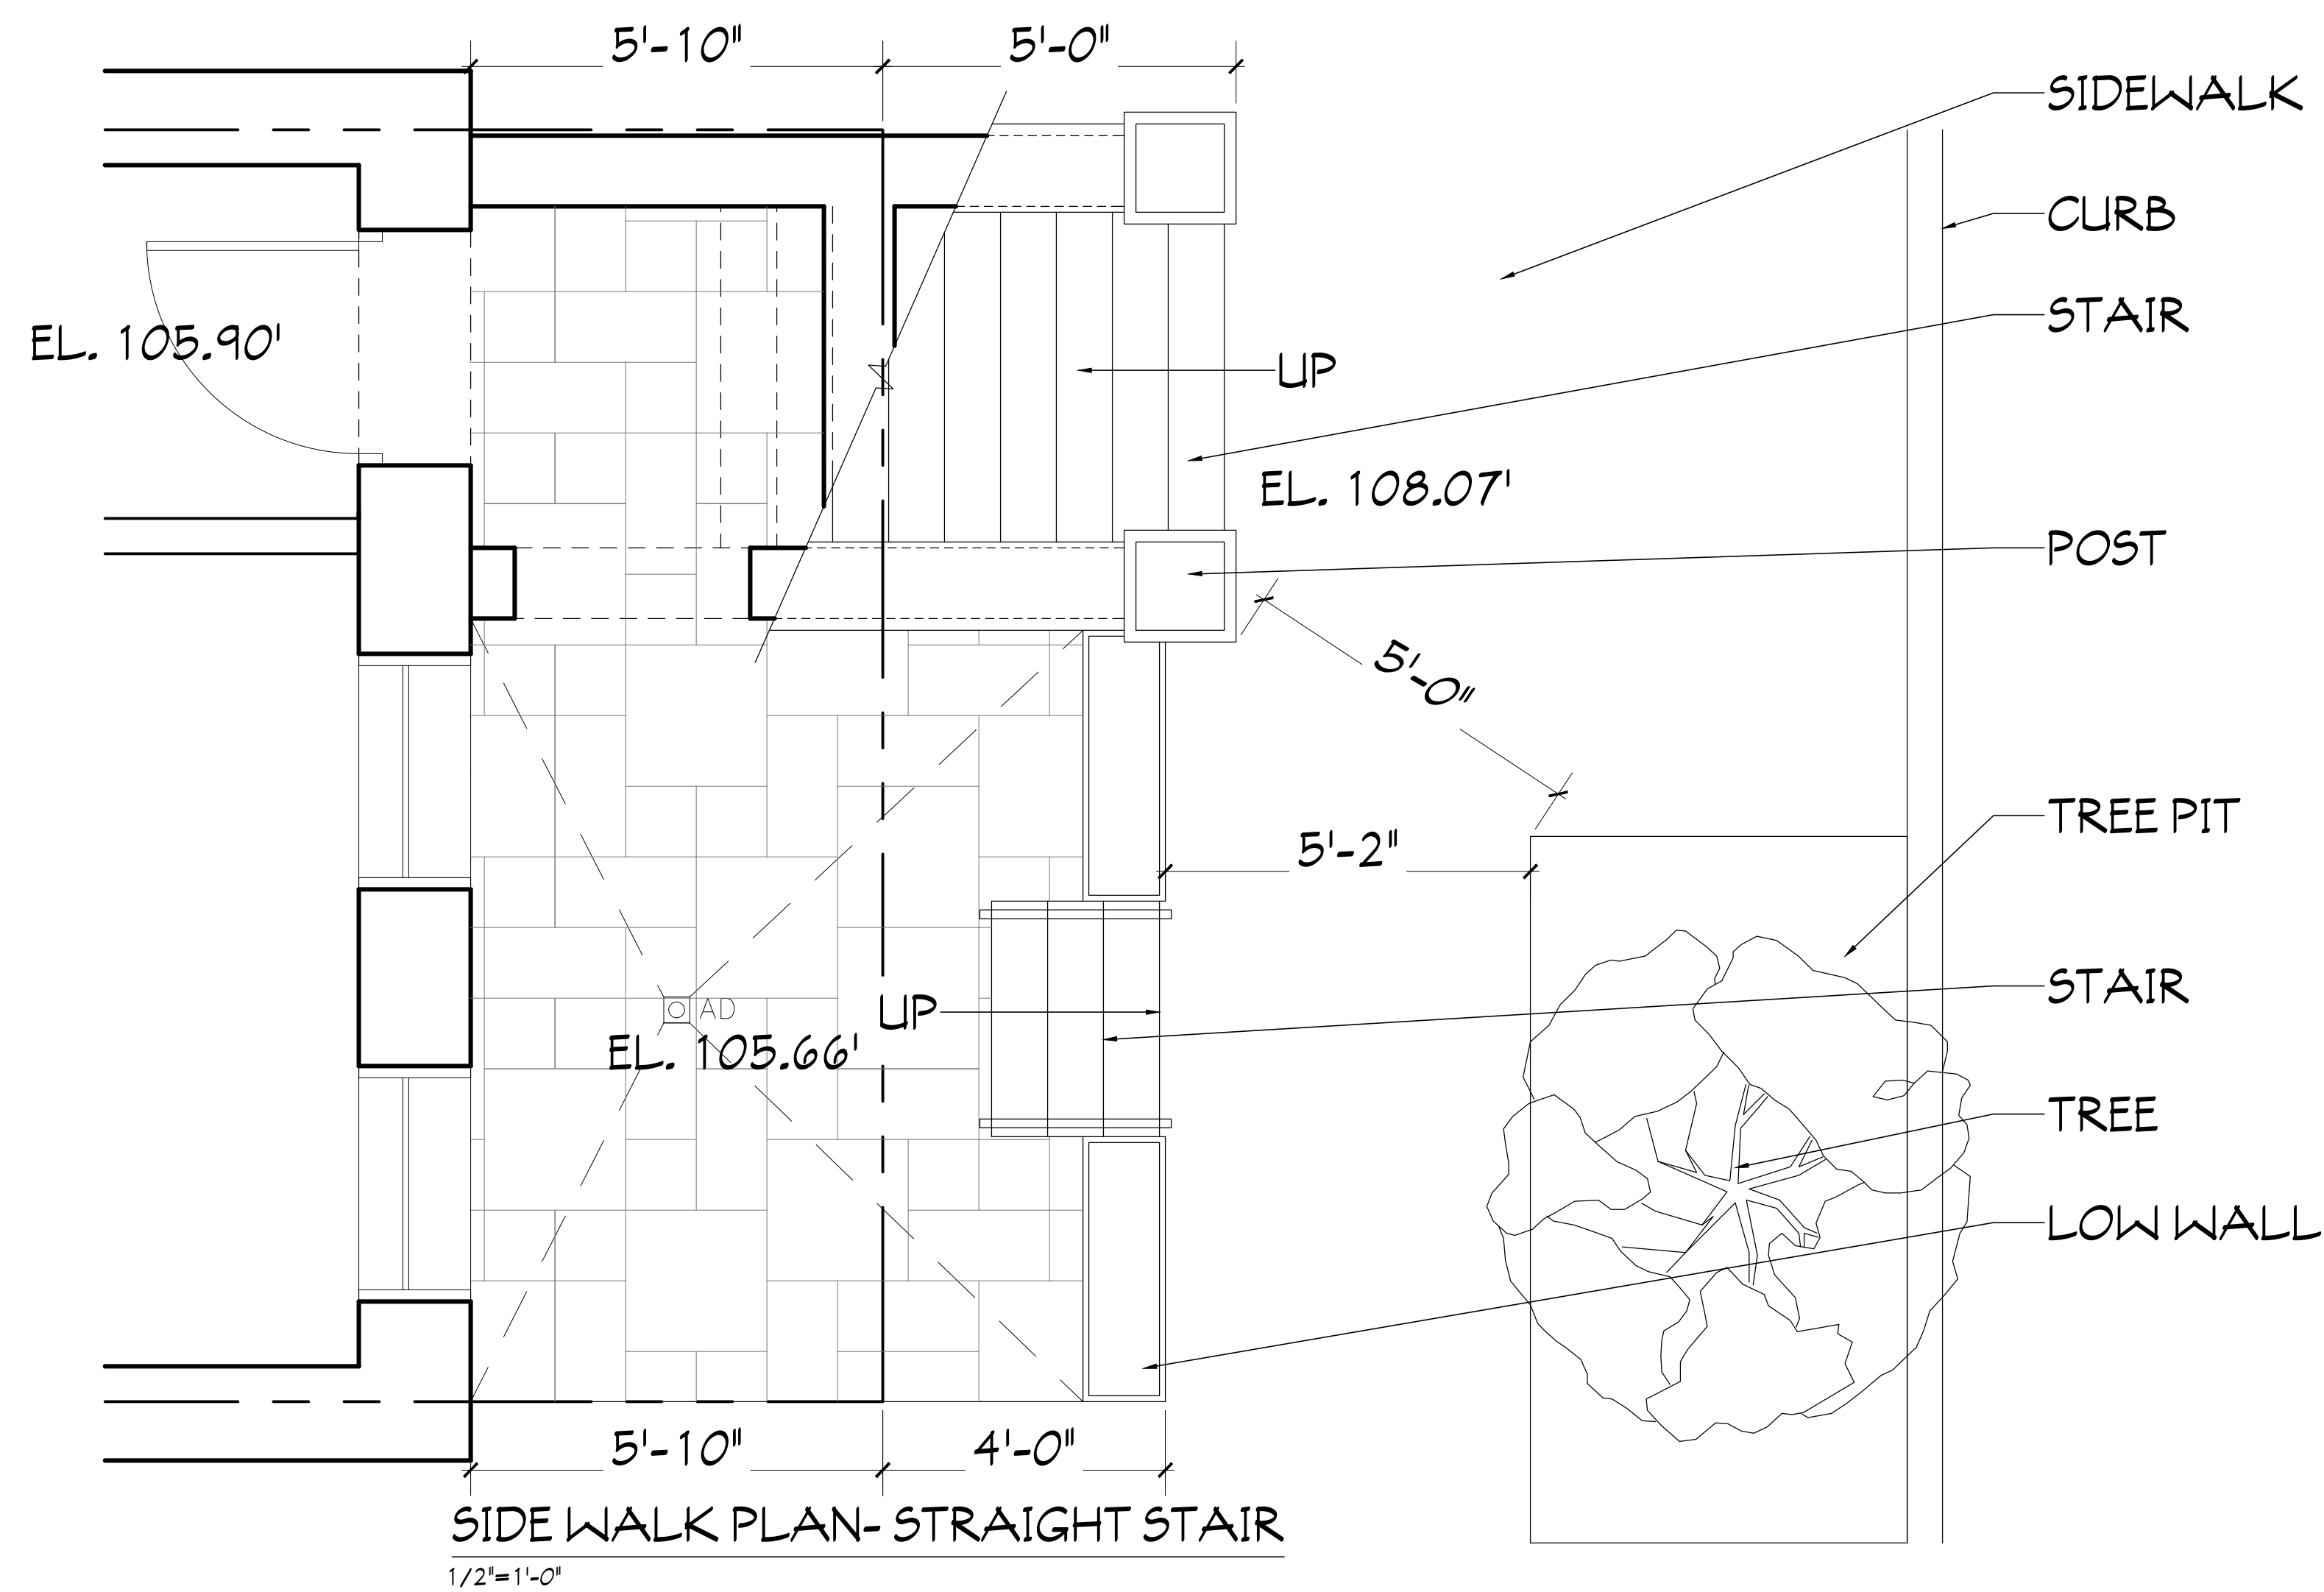 5'-10"
5'-0"
SIDEWALK
CURB
STAIR
EL. 105.90'
UP
EL. 108.07'
POST
5'-0"
TREE PIT
5'-2"
STAIR
AD
UP
EL. 105.66'
TREE
LOW WALL
5'-10"
4'-0"
SIDE WALK PLAN- STRAIGHT STAIR
1/2"=1'-0"